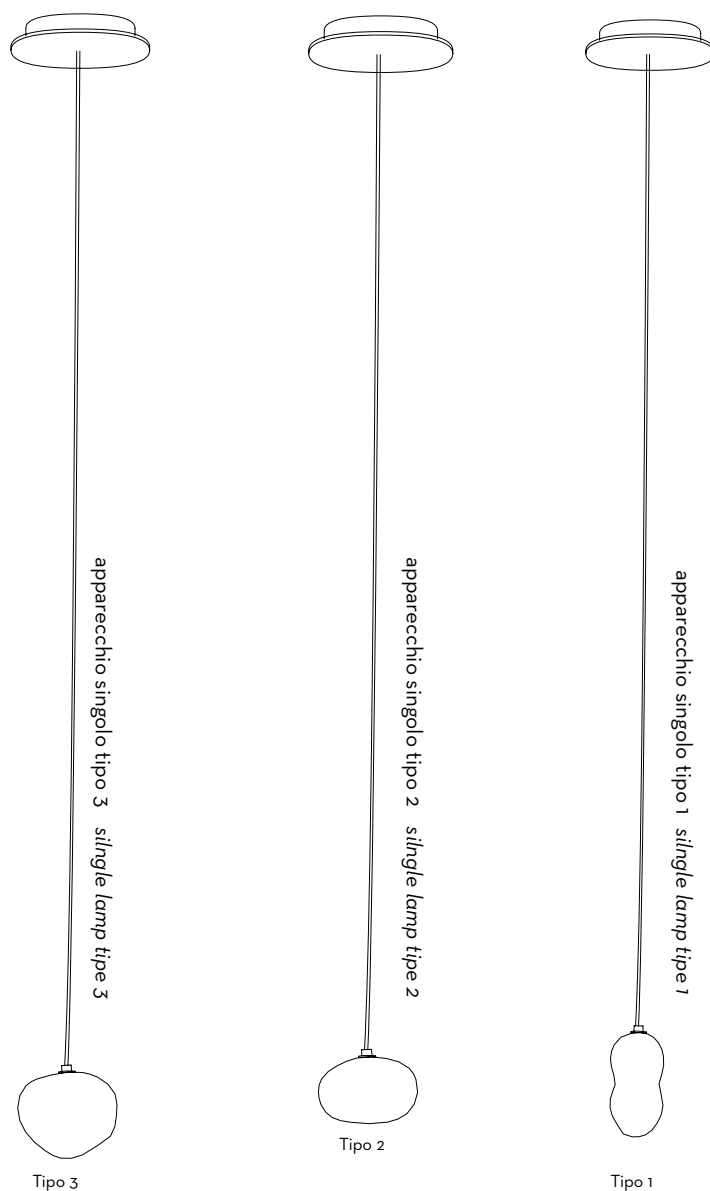 apparecchio singolo tipo 3 silngle lamp tipe 3
apparecchio singolo tipo 2 silngle lamp tipe 2
apparecchio singolo tipo 1 silngle lamp tipe 1
Tipo 3
Tipo 2
Tipo 1